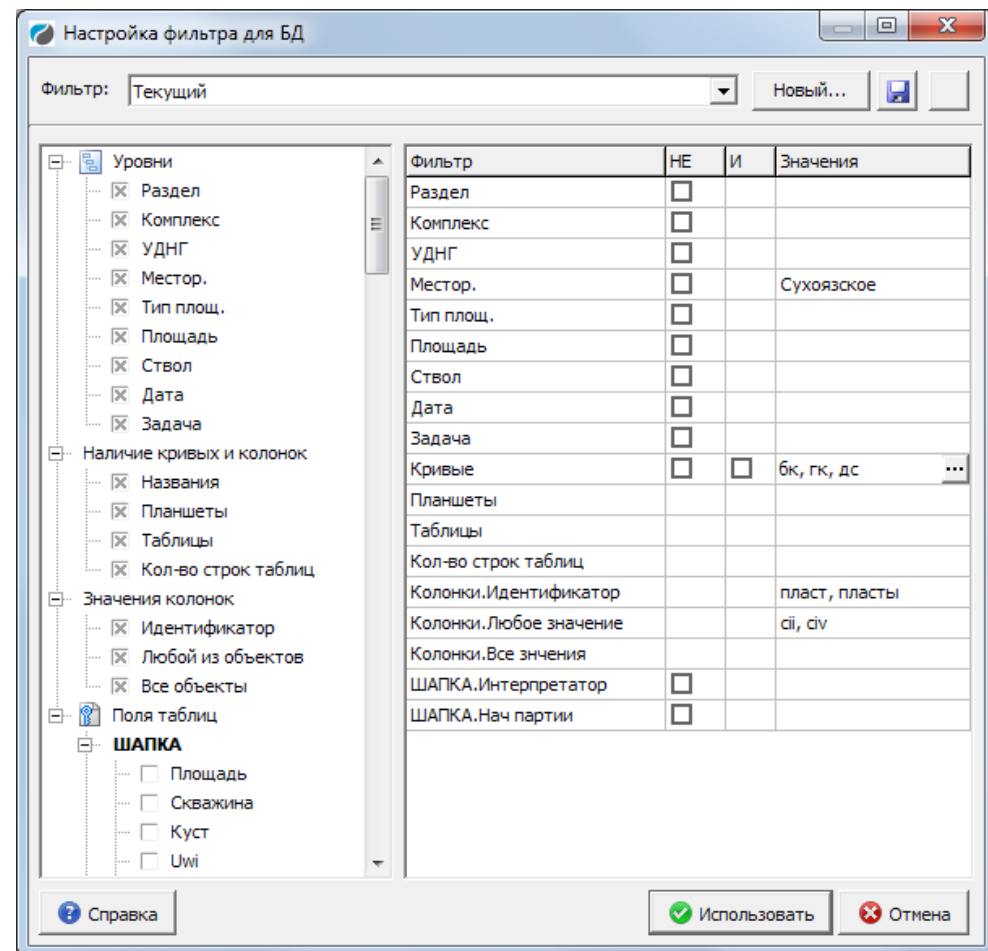 Настройка фильтра для БД
Фильтр: Текущий Новый...
Уровни
Раздел
Комплекс
УДНГ
Местор.
Тип площ.
Площадь
Ствол
Дата
Задача
Наличие кривых и колонок
Названия
Планшеты
Таблицы
Кол-во строк таблиц
Значения колонок
Идентификатор
Любой из объектов
Все объекты
Поля таблиц
ШАПКА
Площадь
Скважина
Куст
Uwi
Фильтр НЕ И Значения
Раздел
Комплекс
УДНГ
Местор. Сухоязское
Тип площ.
Площадь
Ствол
Дата
Задача
Кривые бк, гк, дс ...
Планшеты
Таблицы
Кол-во строк таблиц
Колонки.Идентификатор пласт, пласты
Колонки.Любое значение cii, civ
Колонки.Все знчения
ШАПКА.Интерпретатор
ШАПКА.Нач партии
Справка Использовать Отмена